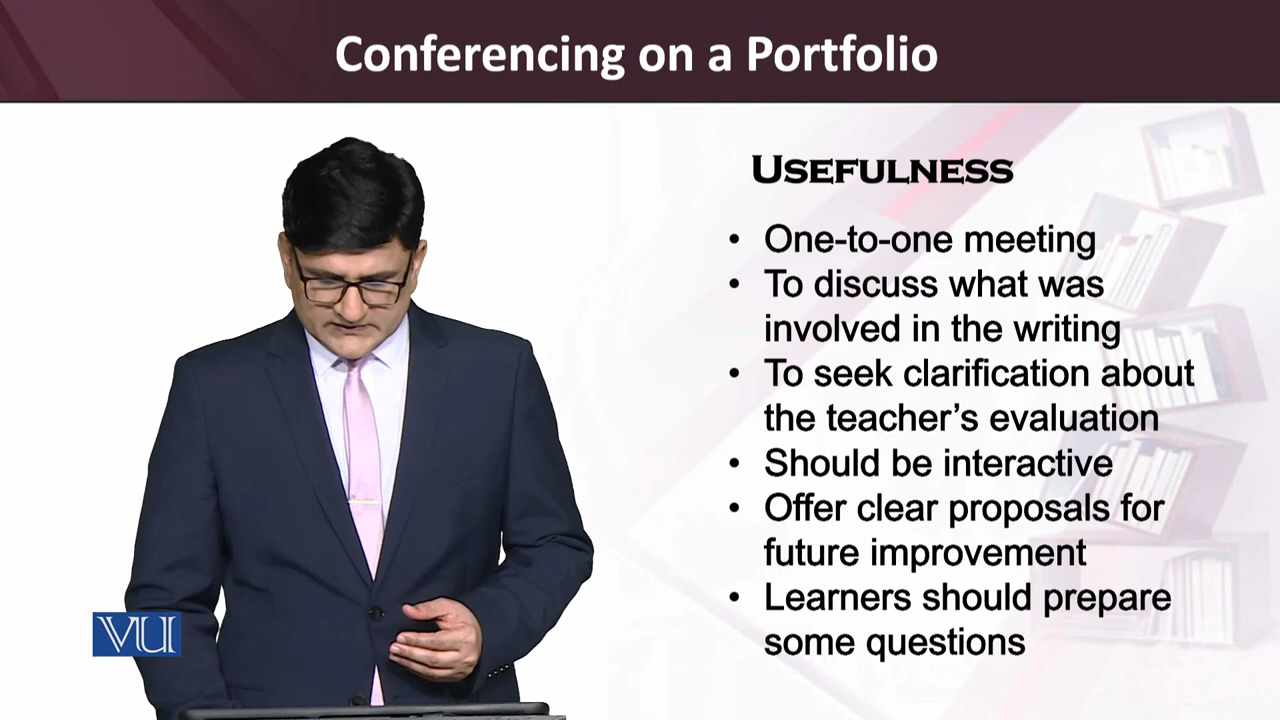 Conferencing on a Portfolio
USEFULNESS
• One-to-one meeting
• To discuss what was
involved in the writing
• To seek clarification about
the teacher’s evaluation
• Should be interactive
• Offer clear proposals for
future improvement
• Learners should prepare
some questions
VU